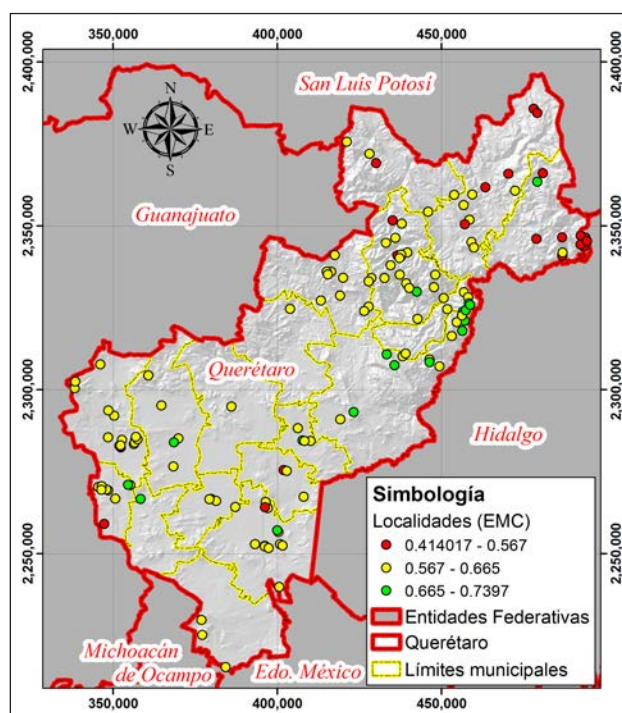 350,000 400,000 450,000
2,400,000
2,400,000
San Luis Potosí
N
W E
S
Guanajuato
2,350,000
2,350,000
Querétaro
2,300,000
2,300,000
Hidalgo
Simbología
Localidades (EMC)
0.414017 - 0.567
0.567 - 0.665
0.665 - 0.7397
Entidades Federativas
Querétaro
Límites municipales
2,250,000
2,250,000
Michoacán
de Ocampo
Edo. México
350,000 400,000 450,000